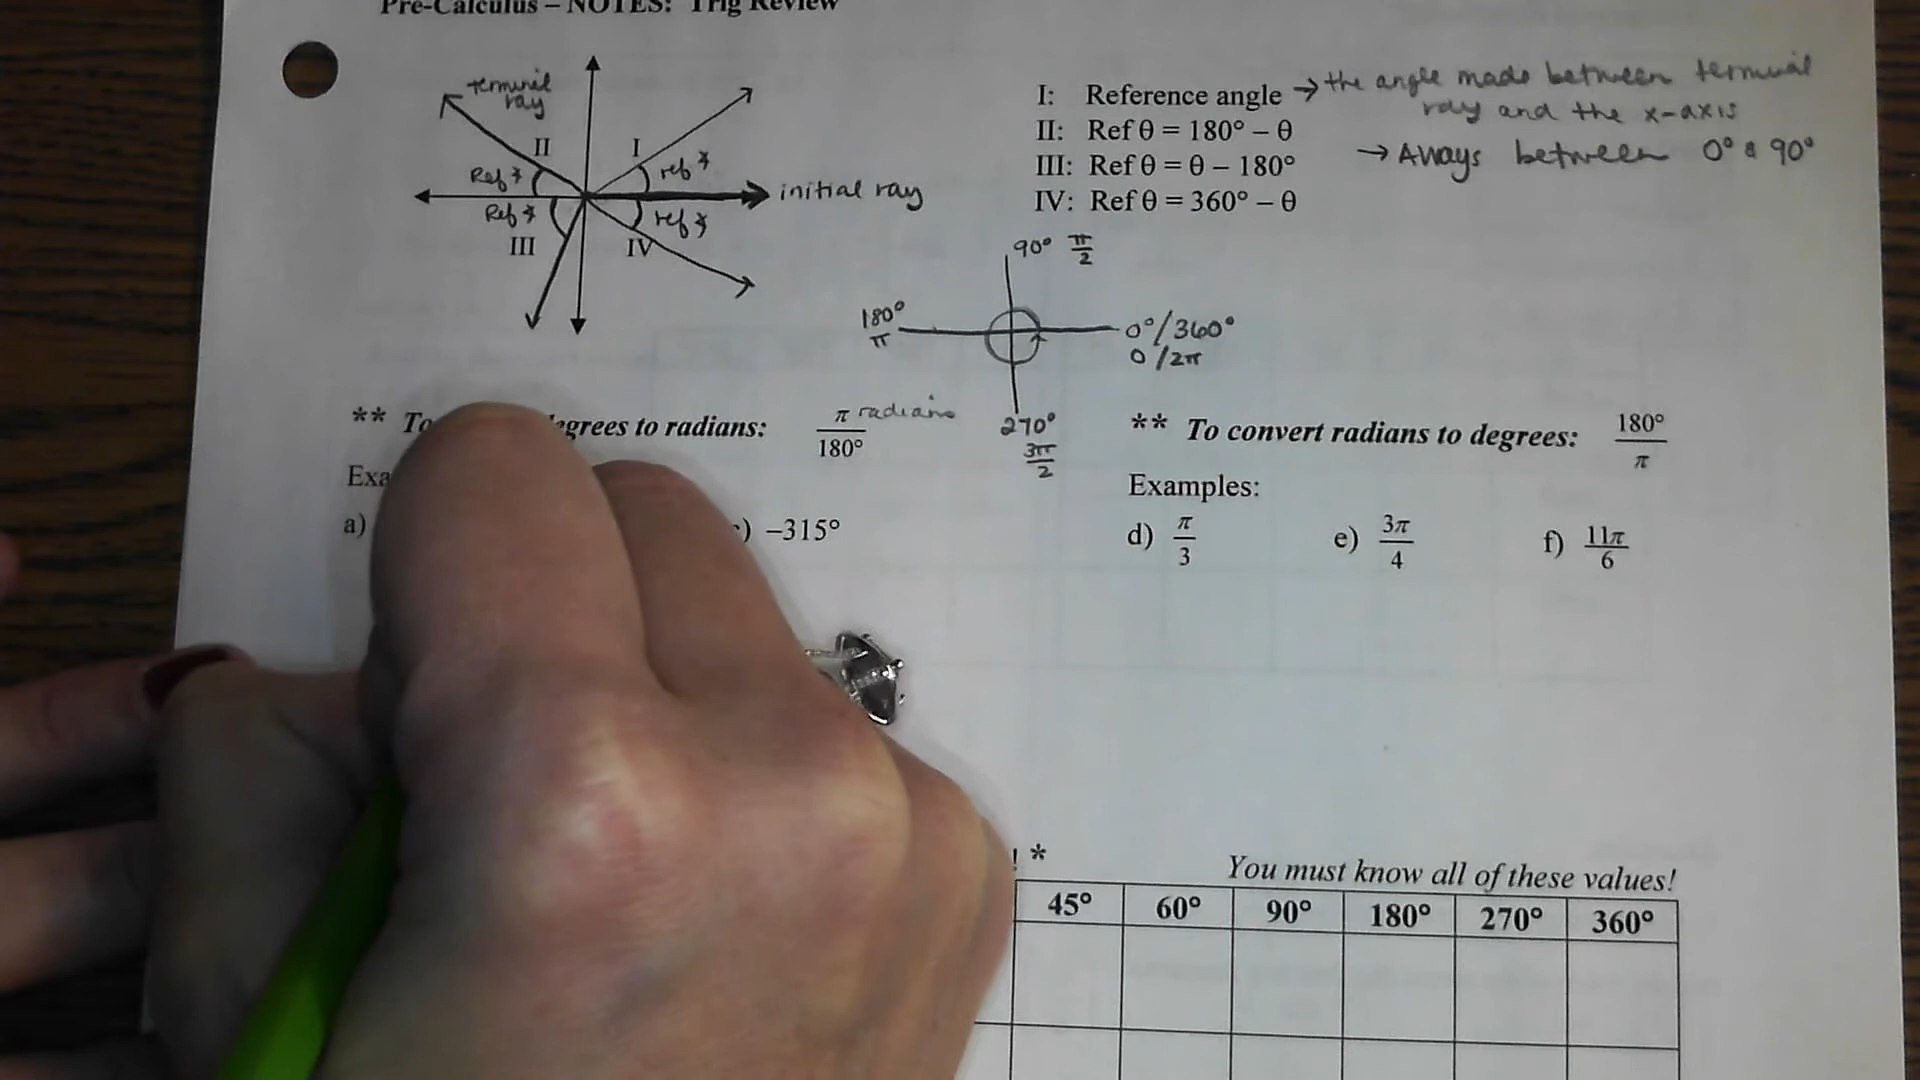 Pre-Calculus – NOTES: Trig Review
terminal
ray
II
I
Ref ∡
ref ∡
initial ray
Ref ∡
ref ∡
III
IV
I: Reference angle → the angle made between terminal
ray and the x-axis
II: Ref θ = 180° – θ
→ Always between 0° & 90°
III: Ref θ = θ – 180°
IV: Ref θ = 360° – θ
90° π/2
180°
π
0°/360°
0/2π
270°
3π/2
** To egrees to radians: π radians/180°
** To convert radians to degrees: 180°/π
Exa
Examples:
a) ) –315°
d) π/3 e) 3π/4 f) 11π/6
! * You must know all of these values!
45° 60° 90° 180° 270° 360°